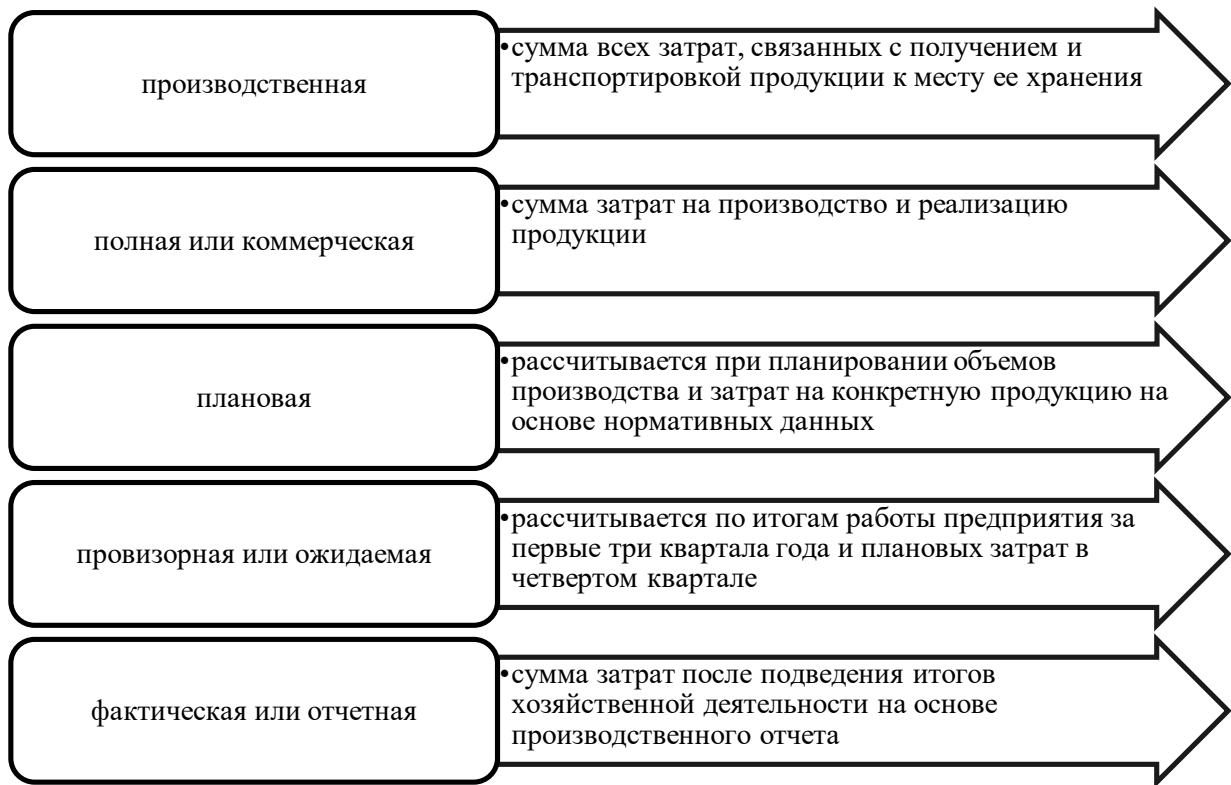 производственная
•сумма всех затрат, связанных с получением и
транспортировкой продукции к месту ее хранения
полная или коммерческая
•сумма затрат на производство и реализацию
продукции
плановая
•рассчитывается при планировании объемов
производства и затрат на конкретную продукцию на
основе нормативных данных
провизорная или ожидаемая
•рассчитывается по итогам работы предприятия за
первые три квартала года и плановых затрат в
четвертом квартале
фактическая или отчетная
•сумма затрат после подведения итогов
хозяйственной деятельности на основе
производственного отчета